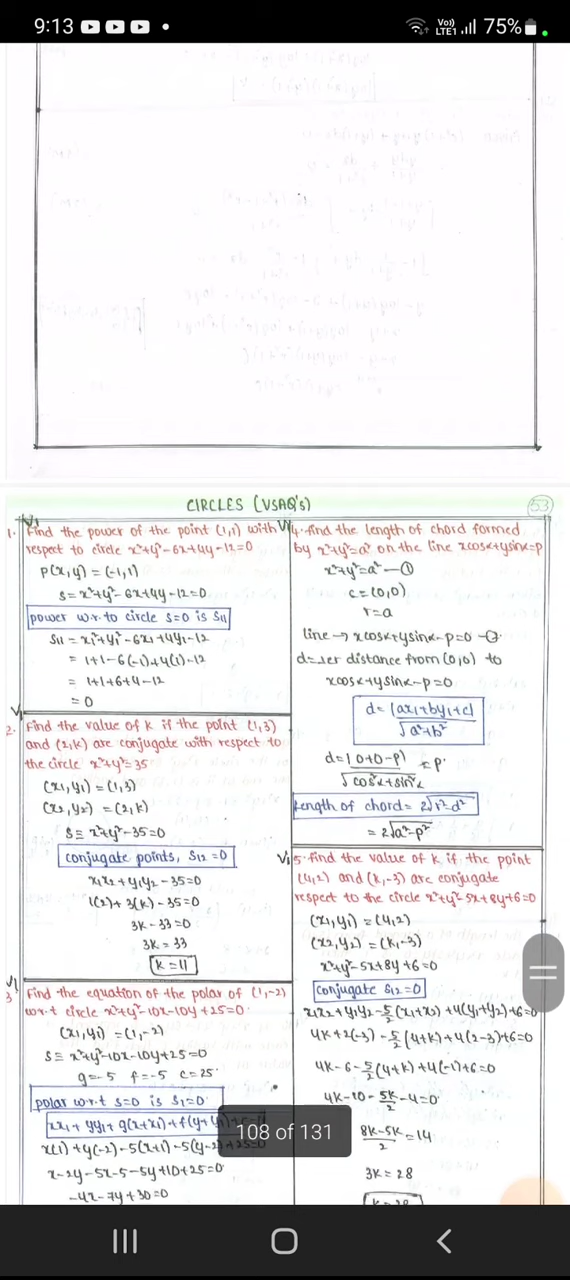 9:13
Vo))
LTE1
75%
CIRCLES (VSAQ's)
53
1. Find the power of the point (1,1) with
respect to circle x²+y²-6x+4y-12=0
P(x,y) = (-1,1)
S = x²+y²-6x+4y-12=0
power w.r.to circle S=0 is S11
S11 = x1²+y1²-6x1+4y1-12
= 1+1-6(-1)+4(1)-12
= 1+1+6+4-12
= 0
2. Find the value of k if the point (1,3)
and (2,k) are conjugate with respect to
the circle x²+y²=35
(x1,y1) = (1,3)
(x2,y2) = (2,k)
S ≡ x²+y²-35=0
conjugate points, S12=0
x1x2+y1y2-35=0
1(2)+3(k)-35=0
3k-33=0
3k=33
k=11
3. Find the equation of the polar of (1,-2)
w.r.t circle x²+y²-10x-10y+25=0.
(x1,y1) = (1,-2)
S ≡ x²+y²-10x-10y+25=0
g=-5 f=-5 c=25.
polar w.r.t S=0 is S1=0.
xx1+yy1+g(x+x1)+f(y+y1)
x(1)+y(-2)-5(x+1)-5(y-2)+25=0
x-2y-5x-5-5y+10+25=0
-4x-7y+30=0
4. find the length of chord formed
by x²+y²=a² on the line xcosα+ysinα=p
x²+y²=a² -①
c=(0,0)
r=a
line → xcosα+ysinα-p=0 -②
d=⊥er distance from (0,0) to
xcosα+ysinα-p=0
d=|ax1+by1+c|
√a²+b²
d=|0+0-p| =p.
√cos²α+sin²α
length of chord = 2√r²-d²
= 2√a²-p²
5. find the value of k if the point
(4,2) and (k,-3) are conjugate
respect to the circle x²+y²-5x+8y+6=0
(x1,y1) = (4,2)
(x2,y2) = (k,-3)
x²+y²-5x+8y+6=0
conjugate S12=0
x1x2+y1y2-5/2(x1+x2)+4(y1+y2)+6=0
4k+2(-3)-5/2(4+k)+4(2-3)+6=0
4k-6-5/2(4+k)+4(-1)+6=0
4k-10-5k/2-4=0
8k-5k/2=14
3k=28
108 of 131